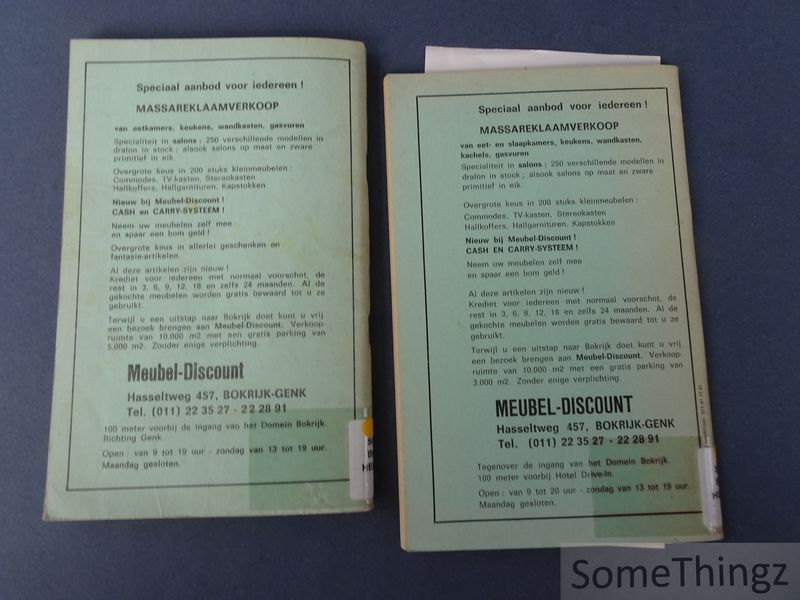 Speciaal aanbod voor iedereen !
MASSAREKLAAMVERKOOP
van eetkamers, keukens, wandkasten, gasvuren
Specialiteit in salons : 250 verschillende modellen in
dralon in stock ; alsook salons op maat en zware
primitief in eik.
Overgrote keus in 200 stuks kleinmeubelen :
Commodes, TV-kasten, Stereokasten
Hallkoffers, Hallgarnituren, Kapstokken
Nieuw bij Meubel-Discount !
CASH en CARRY-SYSTEEM !
Neem uw meubelen zelf mee
en spaar een bom geld !
Overgrote keus in allerlei geschenken en
fantasie-artikelen.
Al deze artikelen zijn nieuw !
Krediet voor iedereen met normaal voorschot, de
rest in 3, 6, 9, 12, 18 en zelfs 24 maanden. Al de
gekochte meubelen worden gratis bewaard tot u ze
gebruikt.
Terwijl u een uitstap naar Bokrijk doet kunt u vrij
een bezoek brengen aan Meubel-Discount. Verkoop-
ruimte van 10.000 m2 met een gratis parking van
5.000 m2. Zonder enige verplichting.
Meubel-Discount
Hasseltweg 457, BOKRIJK-GENK
Tel. (011) 22 35 27 - 22 28 91
100 meter voorbij de ingang van het Domein Bokrijk.
Richting Genk.
Open : van 9 tot 19 uur - zondag van 13 tot 19 uur.
Maandag gesloten.
Speciaal aanbod voor iedereen !
MASSAREKLAAMVERKOOP
van eet- en slaapkamers, keukens, wandkasten,
kachels, gasvuren
Specialiteit in salons : 250 verschillende modellen in
dralon in stock ; alsook salons op maat en zware
primitief in eik.
Overgrote keus in 200 stuks kleinmeubelen :
Commodes, TV-kasten, Stereokasten
Hallkoffers, Hallgarnituren, Kapstokken
Nieuw bij Meubel-Discount !
CASH EN CARRY-SYSTEEM !
Neem uw meubelen zelf mee
en spaar een bom geld !
Al deze artikelen zijn nieuw !
Krediet voor iedereen met normaal voorschot, de
rest in 3, 6, 9, 12, 18 en zelfs 24 maanden. Al de
gekochte meubelen worden gratis bewaard tot u ze
gebruikt.
Terwijl u een uitstap naar Bokrijk doet kunt u vrij
een bezoek brengen aan Meubel-Discount. Verkoop-
ruimte van 10.000 m2 met een gratis parking van
3.000 m2. Zonder enige verplichting.
MEUBEL-DISCOUNT
Hasseltweg 457, BOKRIJK-GENK
Tel. (011) 22 35 27 - 22 28 91
Tegenover de ingang van het Domein Bokrijk.
100 meter voorbij Hotel Drive-In.
Open : van 9 tot 20 uur - zondag van 13 tot 19 uur.
Maandag gesloten.
SomeThingz